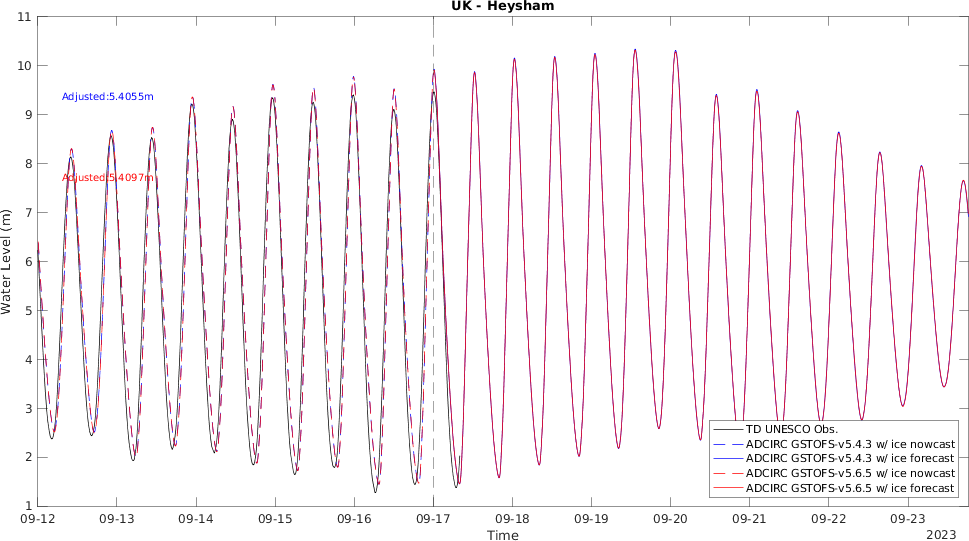 UK - Heysham
11
10
9
8
7
6
5
4
3
2
1
Water Level (m)
Adjusted:5.4055m
Adjusted:5.4097m
TD UNESCO Obs.
ADCIRC GSTOFS-v5.4.3 w/ ice nowcast
ADCIRC GSTOFS-v5.4.3 w/ ice forecast
ADCIRC GSTOFS-v5.6.5 w/ ice nowcast
ADCIRC GSTOFS-v5.6.5 w/ ice forecast
09-12 09-13 09-14 09-15 09-16 09-17 09-18 09-19 09-20 09-21 09-22 09-23
Time
2023